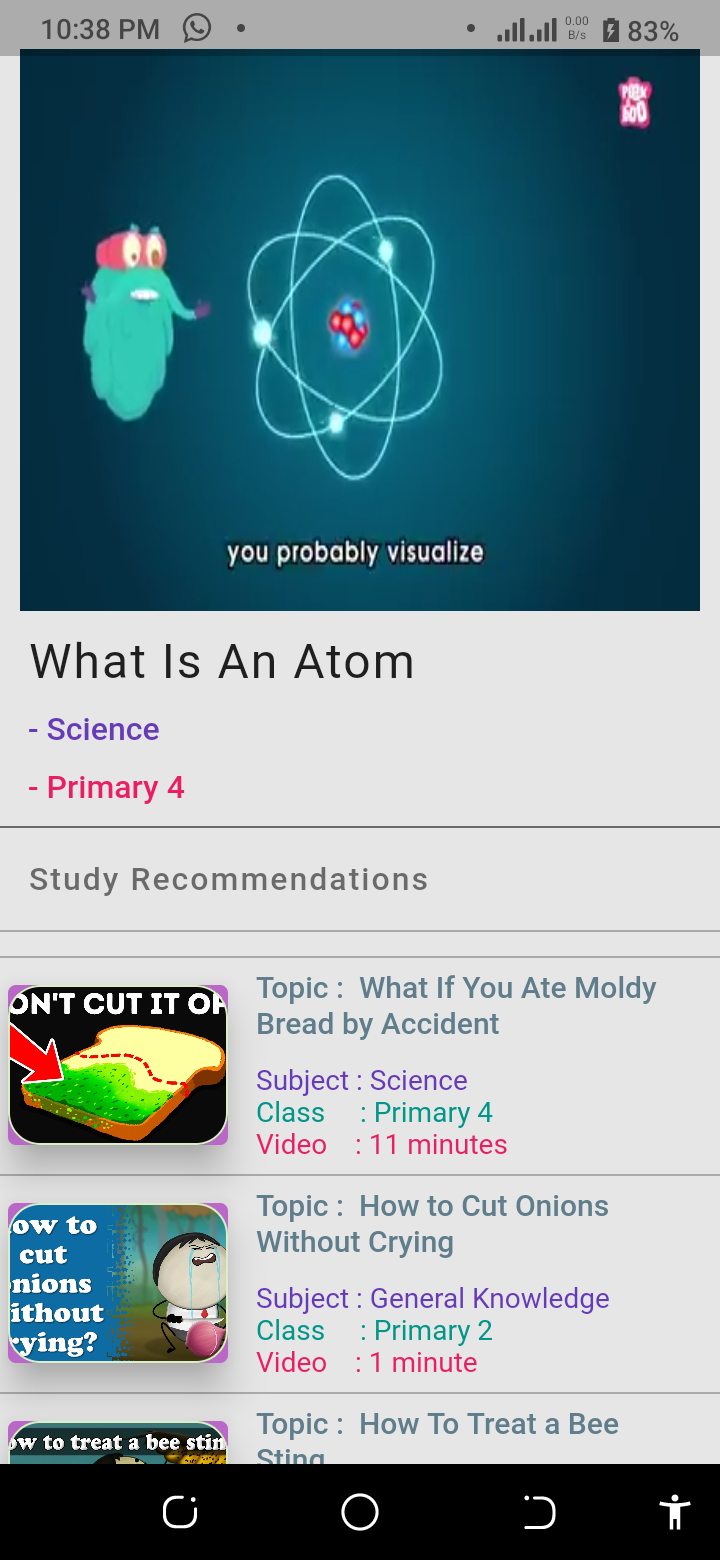 10:38 PM
0.00
B/s
83%
PEEK
A
BOO
you probably visualize
What Is An Atom
- Science
- Primary 4
Study Recommendations
ON'T CUT IT OF
Topic : What If You Ate Moldy
Bread by Accident
Subject : Science
Class : Primary 4
Video : 11 minutes
ow to
cut
nions
ithout
rying?
Topic : How to Cut Onions
Without Crying
Subject : General Knowledge
Class : Primary 2
Video : 1 minute
ow to treat a bee stin
Topic : How To Treat a Bee
Sting